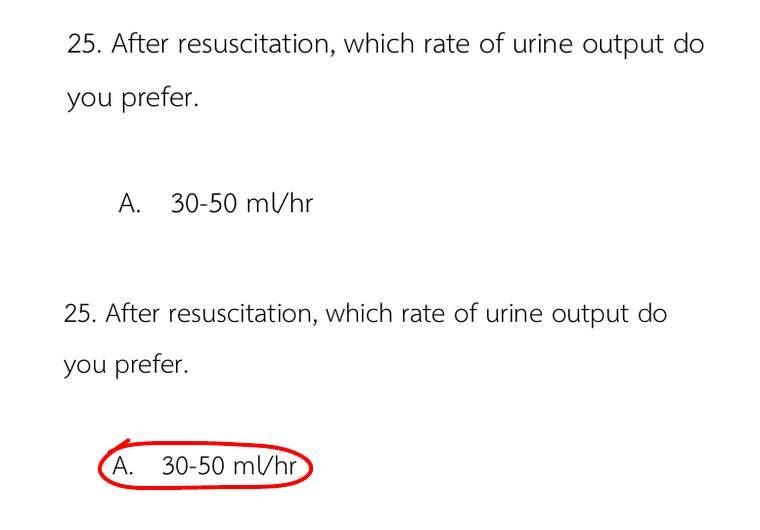 25. After resuscitation, which rate of urine output do
you prefer.
A. 30-50 ml/hr
25. After resuscitation, which rate of urine output do
you prefer.
A. 30-50 ml/hr